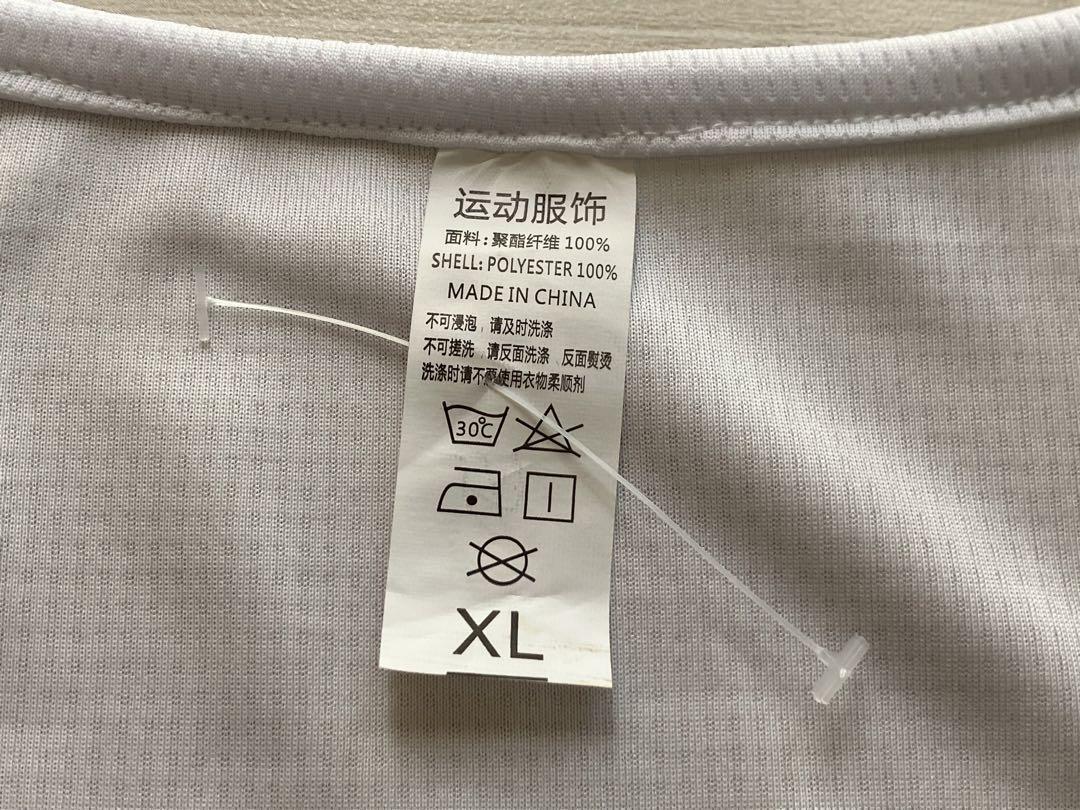 运动服饰
面料:聚酯纤维 100%
SHELL: POLYESTER 100%
MADE IN CHINA
不可浸泡,请及时洗涤
不可搓洗,请反面洗涤,反面熨烫
洗涤时请不要使用衣物柔顺剂
30℃
XL